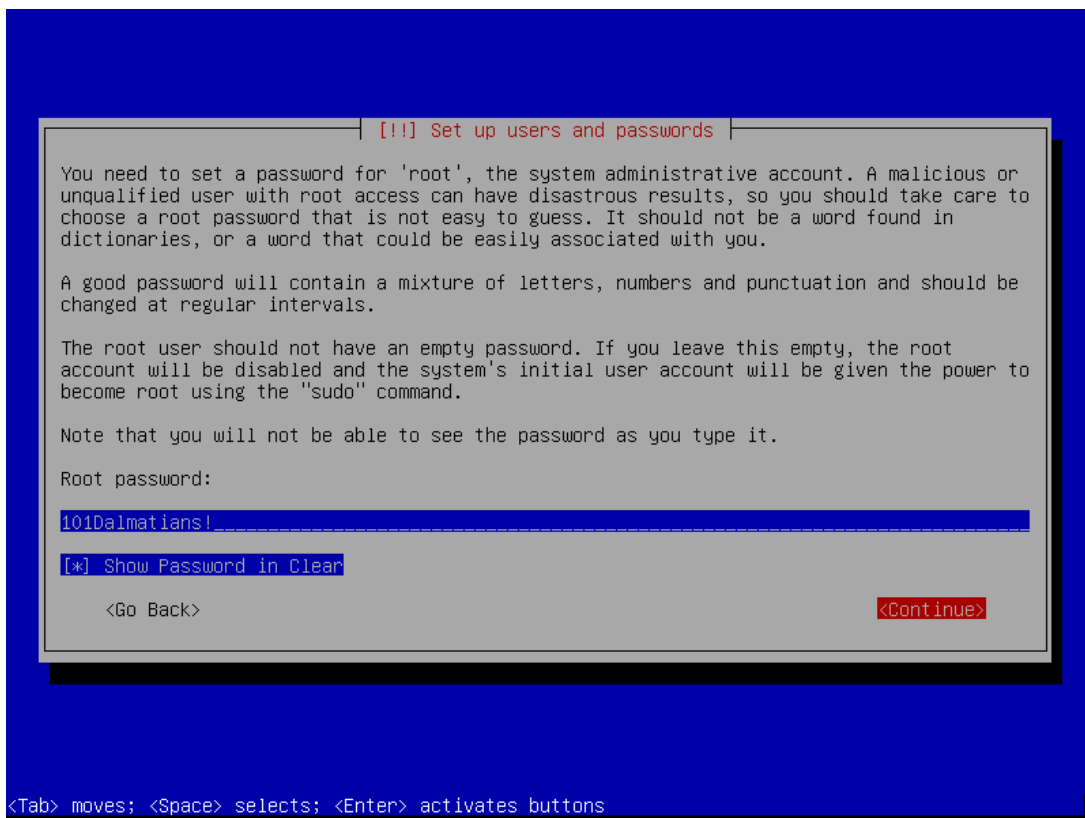 [!!] Set up users and passwords
You need to set a password for 'root', the system administrative account. A malicious or
unqualified user with root access can have disastrous results, so you should take care to
choose a root password that is not easy to guess. It should not be a word found in
dictionaries, or a word that could be easily associated with you.
A good password will contain a mixture of letters, numbers and punctuation and should be
changed at regular intervals.
The root user should not have an empty password. If you leave this empty, the root
account will be disabled and the system's initial user account will be given the power to
become root using the "sudo" command.
Note that you will not be able to see the password as you type it.
Root password:
101Dalmatians!
[*] Show Password in Clear
<Go Back> <Continue>
<Tab> moves; <Space> selects; <Enter> activates buttons